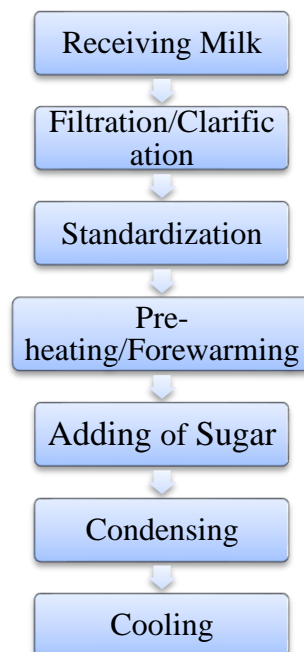 Receiving Milk
Filtration/Clarific
ation
Standardization
Pre-
heating/Forewarming
Adding of Sugar
Condensing
Cooling